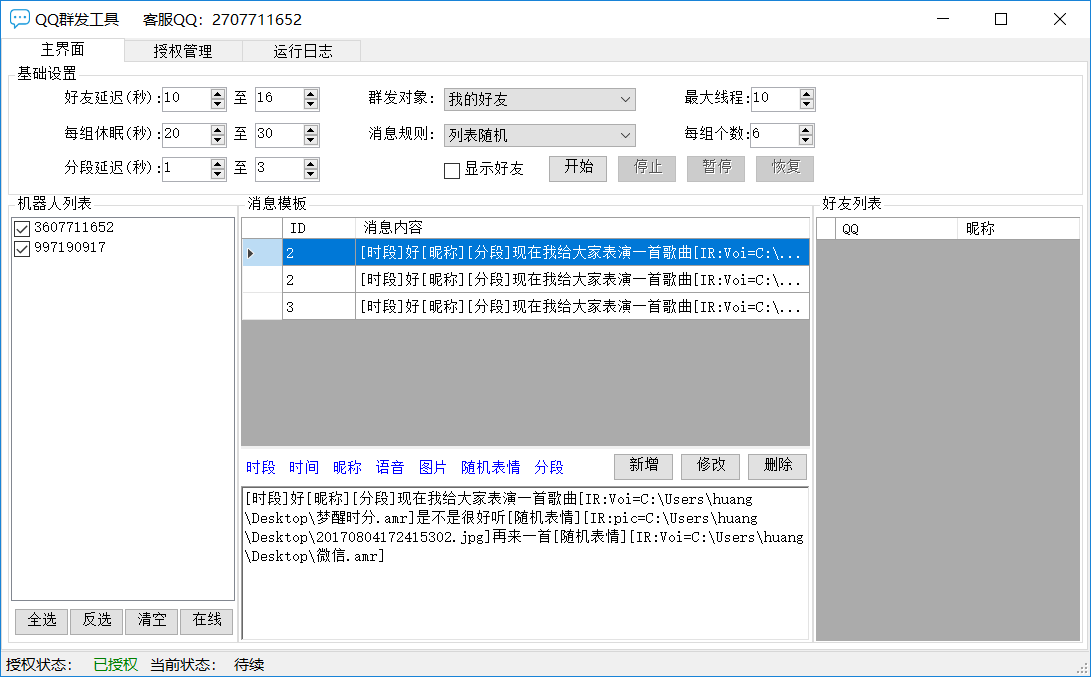 QQ群发工具 客服QQ：2707711652
主界面 授权管理 运行日志
基础设置
好友延迟(秒):10 至 16 群发对象: 我的好友 最大线程:10
每组休眠(秒):20 至 30 消息规则: 列表随机 每组个数:6
分段延迟(秒):1 至 3 显示好友 开始 停止 暂停 恢复
机器人列表 消息模板 好友列表
3607711652
997190917
ID 消息内容
2 [时段]好[昵称][分段]现在我给大家表演一首歌曲[IR:Voi=C:\...
2 [时段]好[昵称][分段]现在我给大家表演一首歌曲[IR:Voi=C:\...
3 [时段]好[昵称][分段]现在我给大家表演一首歌曲[IR:Voi=C:\...
QQ 昵称
时段 时间 昵称 语音 图片 随机表情 分段 新增 修改 删除
[时段]好[昵称][分段]现在我给大家表演一首歌曲[IR:Voi=C:\Users\huang
\Desktop\梦醒时分.amr]是不是很好听[随机表情][IR:pic=C:\Users\huang
\Desktop\20170804172415302.jpg]再来一首[随机表情][IR:Voi=C:\Users\huang
\Desktop\微信.amr]
全选 反选 清空 在线
授权状态: 已授权 当前状态: 待续